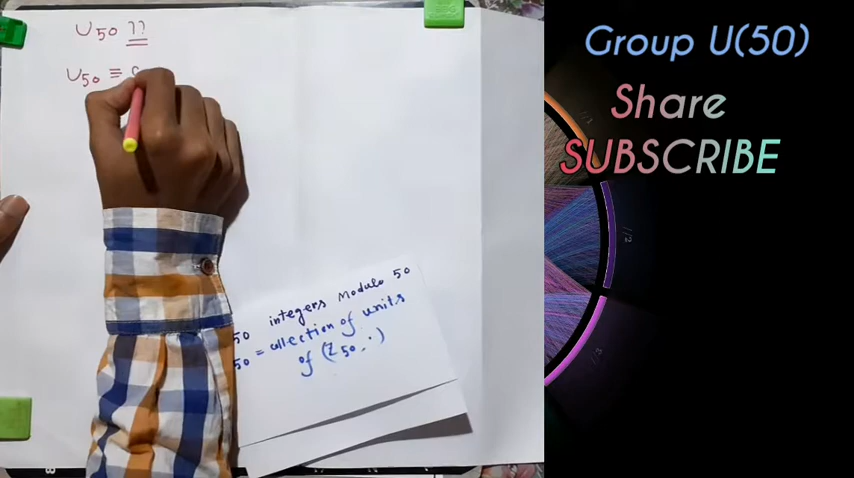 U50 ??
U50 ≡
50 integers Modulo 50
50 = collection of units
of (Z50, ·)
Group U(50)
Share
SUBSCRIBE